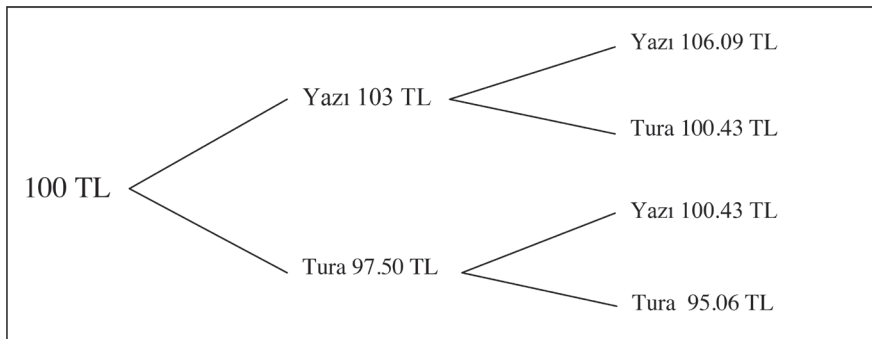 Yazı 106.09 TL
Yazı 103 TL
Tura 100.43 TL
100 TL
Yazı 100.43 TL
Tura 97.50 TL
Tura 95.06 TL